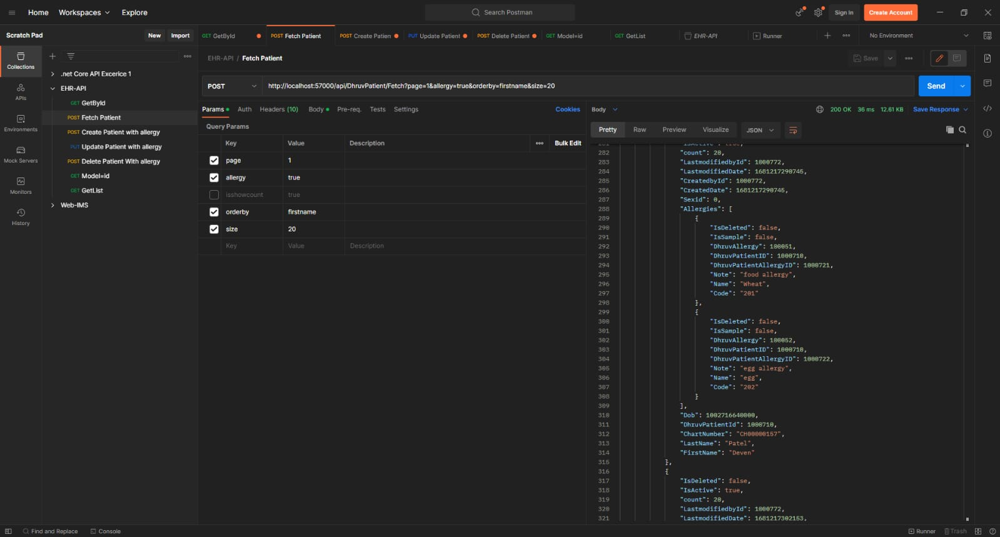 Home Workspaces Explore Search Postman Sign In Create Account
Scratch Pad New Import GET GetById POST Fetch Patient POST Create Patien PUT Update Patient POST Delete Patient GET Model=id GET GetList EHR-API Runner No Environment
Collections
APIs
Environments
Mock Servers
Monitors
History
.net Core API Excerice 1
EHR-API
GET GetById
POST Fetch Patient
POST Create Patient with allergy
PUT Update Patient with allergy
POST Delete Patient With allergy
GET Model=id
GET GetList
Web-IMS
EHR-API / Fetch Patient Save
POST http://localhost:57000/api/DhruvPatient/Fetch?page=1&allergy=true&orderby=firstname&size=20 Send
Params Auth Headers (10) Body Pre-req. Tests Settings Cookies
Query Params
Key Value Description Bulk Edit
page 1
allergy true
isshowcount true
orderby firstname
size 20
Key Value Description
Body 200 OK 36 ms 12.61 KB Save Response
Pretty Raw Preview Visualize JSON
281 "IsActive": true,
282 "count": 20,
283 "LastmodifiedbyId": 1000772,
284 "LastmodifiedDate": 1681217290745,
285 "CreatedbyId": 1000772,
286 "CreatedDate": 1681217290745,
287 "Sexid": 0,
288 "Allergies": [
289 {
290 "IsDeleted": false,
291 "IsSample": false,
292 "DhruvAllergy": 100051,
293 "DhruvPatientID": 1000710,
294 "DhruvPatientAllergyID": 1000721,
295 "Note": "food allergy",
296 "Name": "Wheat",
297 "Code": "201"
298 },
299 {
300 "IsDeleted": false,
301 "IsSample": false,
302 "DhruvAllergy": 100052,
303 "DhruvPatientID": 1000710,
304 "DhruvPatientAllergyID": 1000722,
305 "Note": "egg allergy",
306 "Name": "egg",
307 "Code": "202"
308 }
309 ],
310 "Dob": 1002716640000,
311 "DhruvPatientId": 1000710,
312 "ChartNumber": "CH00000157",
313 "LastName": "Patel",
314 "FirstName": "Deven"
315 },
316 {
317 "IsDeleted": false,
318 "IsActive": true,
319 "count": 20,
320 "LastmodifiedbyId": 1000772,
321 "LastmodifiedDate": 1681217302153,
Find and Replace Console Runner Trash